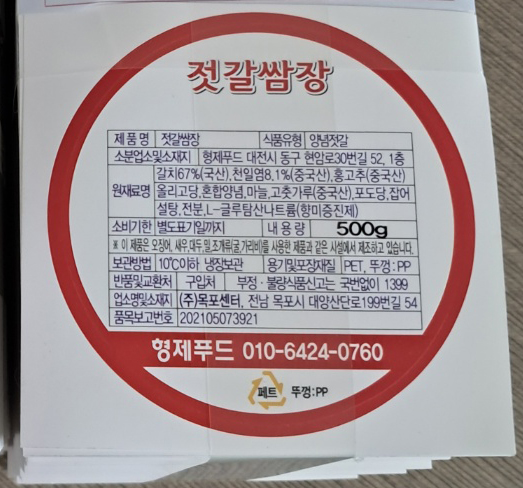 젓갈쌈장
제품명 젓갈쌈장 식품유형 양념젓갈
소분업소및소재지 형제푸드 대전시 동구 현암로30번길 52, 1층
원재료명 갈치67%(국산),천일염8,1%(중국산),홍고추(중국산)
올리고당,혼합양념,마늘,고춧가루(중국산),포도당,잡어
설탕,전분,L-글루탐산나트륨(향미증진제)
소비기한 별도표기일까지 내용량 500g
※ 이 제품은 오징어, 새우,대두,밀,조개류(굴,가리비)를 사용한 제품과 같은 시설에서 제조하고 있습니다.
보관방법 10℃이하 냉장보관 용기및포장재질 PET, 뚜껑:PP
반품및교환처 구입처 부정·불량식품신고는 국번없이 1399
업소명및소재지 (주)목포센터, 전남 목포시 대양산단로199번길 54
품목보고번호 202105073921
형제푸드 010-6424-0760
페트 뚜껑:PP